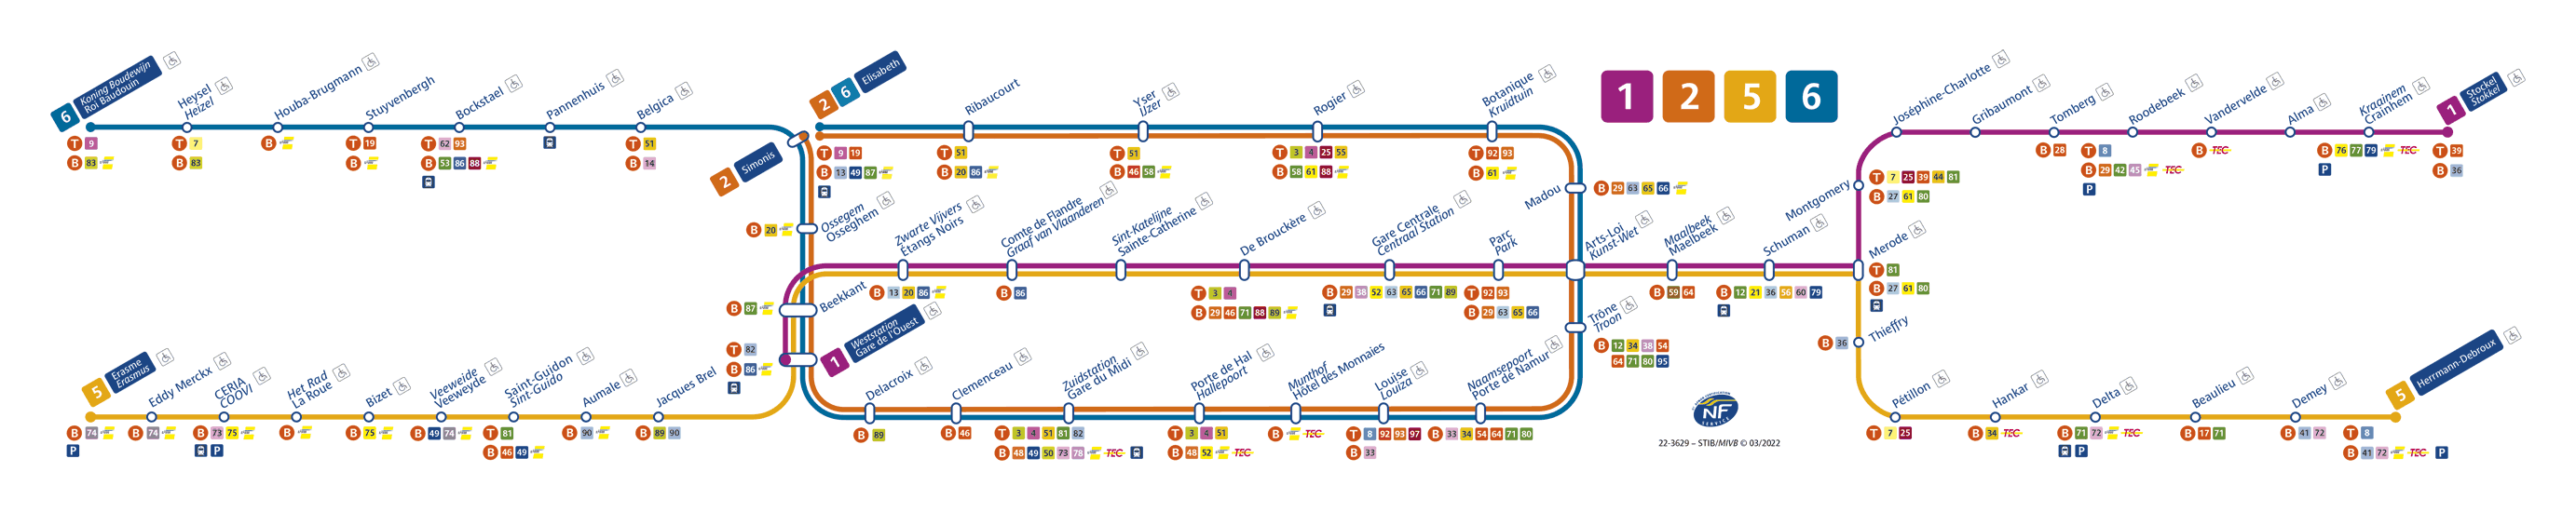 6 Koning Boudewijn
Roi Baudouin
T 9
B 83
Heysel
Heizel
T 7
B 83
Houba-Brugmann
B
Stuyvenbergh
T 19
B
Bockstael
T 62 93
B 53 86 88
Pannenhuis
Belgica
T 51
B 14
2 Simonis
2 6 Elisabeth
T 9 19
B 13 49 87
Ribaucourt
T 51
B 20 86
Yser
IJzer
T 51
B 46 58
Rogier
T 3 4 25 55
B 58 61 88
Botanique
Kruidtuin
T 92 93
B 61
1 2 5 6
Madou
B 29 63 65 66
Ossegem
Osseghem
B 20
Beekkant
B 87
1 Weststation
Gare de l'Ouest
T 82
B 86
Zwarte Vijvers
Étangs Noirs
B 13 20 86
Comte de Flandre
Graaf van Vlaanderen
B 86
Sint-Katelijne
Sainte-Catherine
De Brouckère
T 3 4
B 29 46 71 88 89
Gare Centrale
Centraal Station
B 29 38 52 63 65 66 71 89
Parc
Park
T 92 93
B 29 63 65 66
Arts-Loi
Kunst-Wet
Maalbeek
Maelbeek
B 59 64
Schuman
B 12 21 36 56 60 79
Trône
Troon
B 12 34 38 54
64 71 80 95
Merode
T 81
B 27 61 80
Montgomery
T 7 25 39 44 81
B 27 61 80
Joséphine-Charlotte
Gribaumont
Tomberg
B 28
Roodebeek
T 8
B 29 42 45 TEC
P
Vandervelde
B TEC
Alma
Kraainem
Crainhem
B 76 77 79 TEC
P
1 Stockel
Stokkel
T 39
B 36
Thieffry
B 36
Pétillon
T 7 25
Hankar
B 34 TEC
Delta
B 71 72 TEC
P
Beaulieu
B 17 71
Demey
B 41 72
5 Herrmann-Debroux
T 8
B 41 72 TEC P
5 Erasme
Erasmus
B 74
P
Eddy Merckx
B 74
CERIA
COOVI
B 73 75
P
Het Rad
La Roue
B
Bizet
B 75
Veeweide
Veeweyde
B 49 74
Saint-Guidon
Sint-Guido
T 81
B 46 49
Aumale
B 90
Jacques Brel
B 89 90
Delacroix
B 89
Clemenceau
B 46
Zuidstation
Gare du Midi
T 3 4 51 81 82
B 48 49 50 73 78 TEC
Porte de Hal
Hallepoort
T 3 4 51
B 48 52 TEC
Munthof
Hôtel des Monnaies
B TEC
Louise
Louiza
T 8 92 93 97
B 33
Naamsepoort
Porte de Namur
B 33 34 54 64 71 80
NF
SERVICE
22-3629 – STIB/MIVB © 03/2022